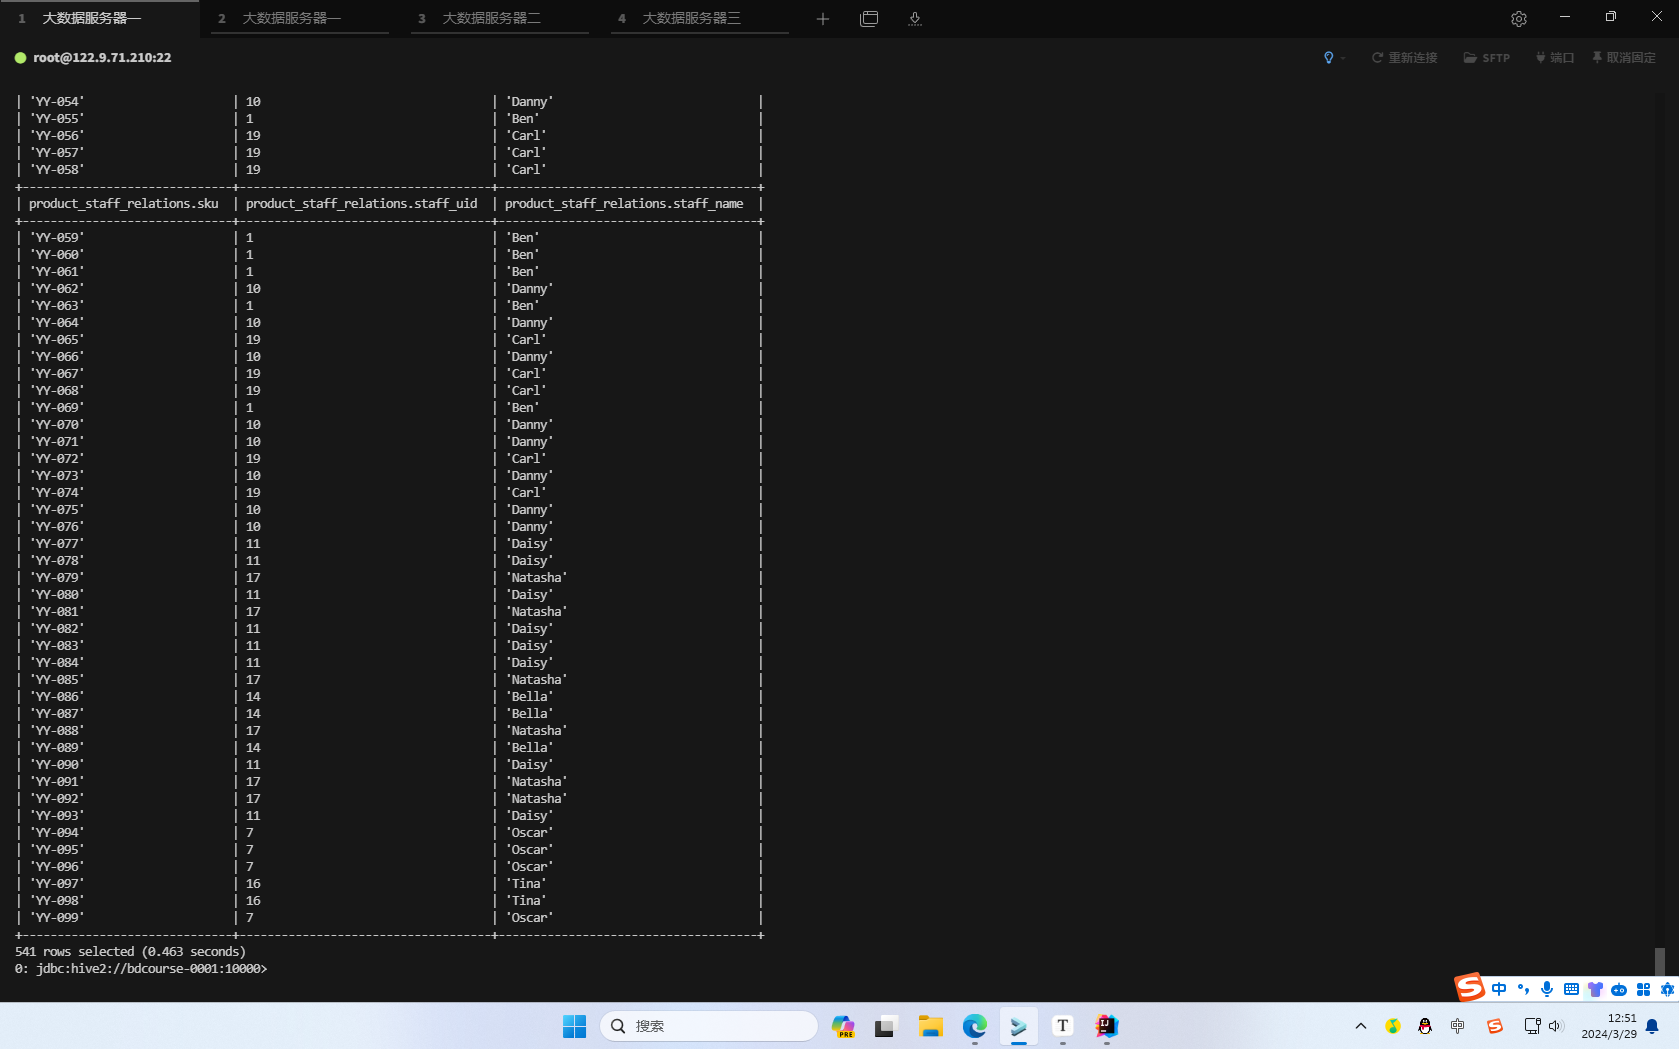 1 大数据服务器一 2 大数据服务器一 3 大数据服务器二 4 大数据服务器三
root@122.9.71.210:22 重新连接 SFTP 端口 取消固定
| 'YY-054' | 10 | 'Danny' |
| 'YY-055' | 1 | 'Ben' |
| 'YY-056' | 19 | 'Carl' |
| 'YY-057' | 19 | 'Carl' |
| 'YY-058' | 19 | 'Carl' |
| product_staff_relations.sku | product_staff_relations.staff_uid | product_staff_relations.staff_name |
| 'YY-059' | 1 | 'Ben' |
| 'YY-060' | 1 | 'Ben' |
| 'YY-061' | 1 | 'Ben' |
| 'YY-062' | 10 | 'Danny' |
| 'YY-063' | 1 | 'Ben' |
| 'YY-064' | 10 | 'Danny' |
| 'YY-065' | 19 | 'Carl' |
| 'YY-066' | 10 | 'Danny' |
| 'YY-067' | 19 | 'Carl' |
| 'YY-068' | 19 | 'Carl' |
| 'YY-069' | 1 | 'Ben' |
| 'YY-070' | 10 | 'Danny' |
| 'YY-071' | 10 | 'Danny' |
| 'YY-072' | 19 | 'Carl' |
| 'YY-073' | 10 | 'Danny' |
| 'YY-074' | 19 | 'Carl' |
| 'YY-075' | 10 | 'Danny' |
| 'YY-076' | 10 | 'Danny' |
| 'YY-077' | 11 | 'Daisy' |
| 'YY-078' | 11 | 'Daisy' |
| 'YY-079' | 17 | 'Natasha' |
| 'YY-080' | 11 | 'Daisy' |
| 'YY-081' | 17 | 'Natasha' |
| 'YY-082' | 11 | 'Daisy' |
| 'YY-083' | 11 | 'Daisy' |
| 'YY-084' | 11 | 'Daisy' |
| 'YY-085' | 17 | 'Natasha' |
| 'YY-086' | 14 | 'Bella' |
| 'YY-087' | 14 | 'Bella' |
| 'YY-088' | 17 | 'Natasha' |
| 'YY-089' | 14 | 'Bella' |
| 'YY-090' | 11 | 'Daisy' |
| 'YY-091' | 17 | 'Natasha' |
| 'YY-092' | 17 | 'Natasha' |
| 'YY-093' | 11 | 'Daisy' |
| 'YY-094' | 7 | 'Oscar' |
| 'YY-095' | 7 | 'Oscar' |
| 'YY-096' | 7 | 'Oscar' |
| 'YY-097' | 16 | 'Tina' |
| 'YY-098' | 16 | 'Tina' |
| 'YY-099' | 7 | 'Oscar' |
541 rows selected (0.463 seconds)
0: jdbc:hive2://bdcourse-0001:10000>
S 中
搜索 PRE T 中 S 12:51
2024/3/29